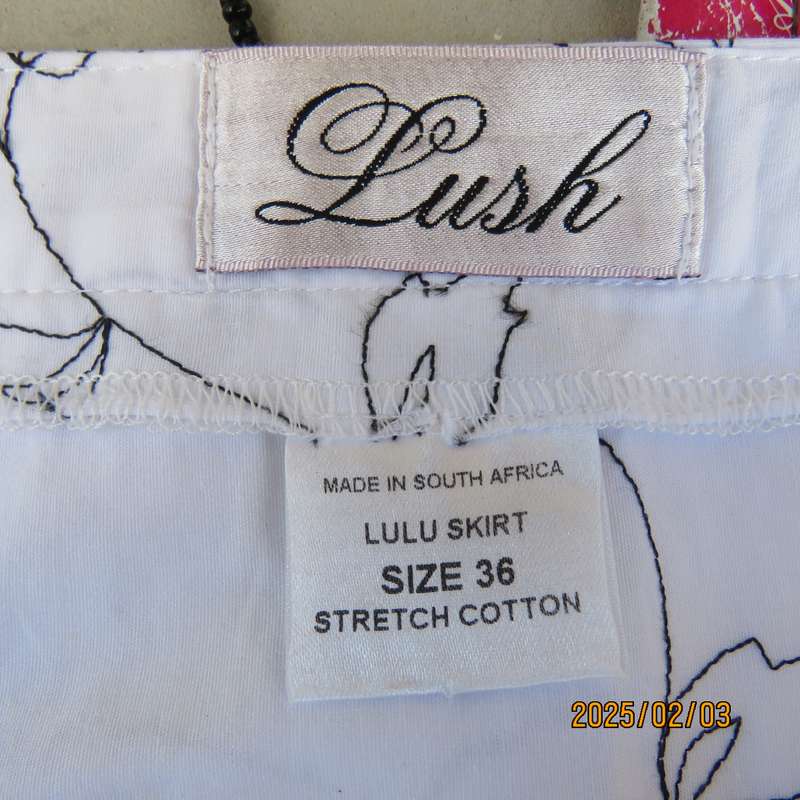 Lush
MADE IN SOUTH AFRICA
LULU SKIRT
SIZE 36
STRETCH COTTON
2025/02/03